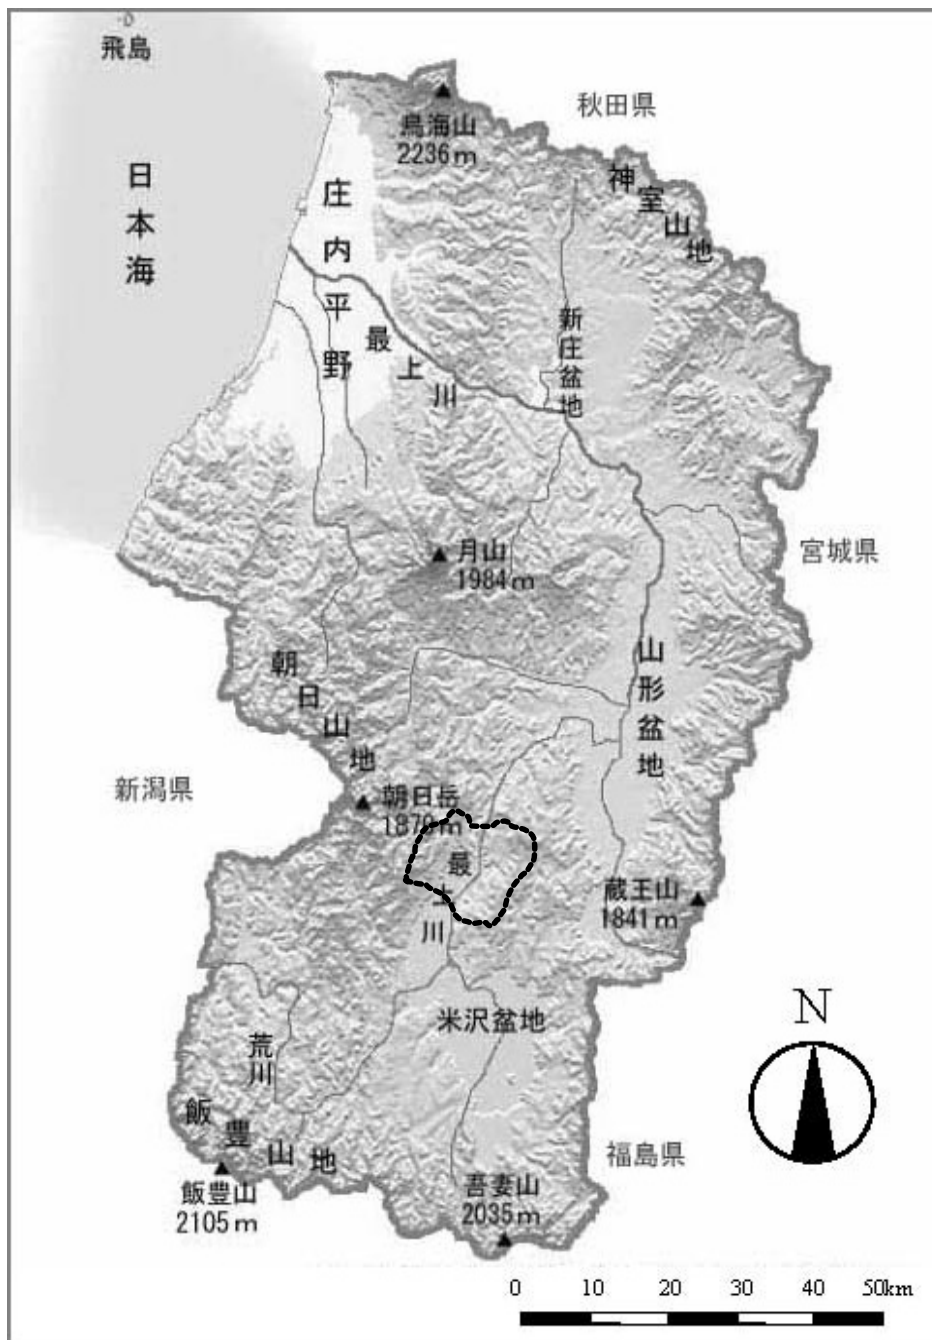 飛島
秋田県
鳥海山
2236m
神室山地
日本海
庄内平野
最上川
新庄盆地
月山
1984m
宮城県
朝日山地
山形盆地
新潟県
朝日岳
1870m
最上川
蔵王山
1841m
米沢盆地
N
荒川
飯豊山地
飯豊山
2105m
福島県
吾妻山
2035m
0 10 20 30 40 50km